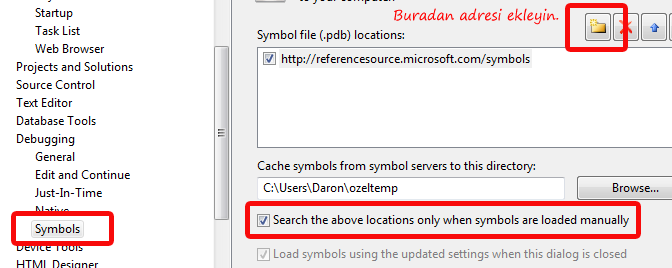 Startup
Task List
Web Browser
Projects and Solutions
Source Control
Text Editor
Database Tools
Debugging
General
Edit and Continue
Just-In-Time
Native
Symbols
Device Tools
HTML Designer
to your computer
Buradan adresi ekleyin.
Symbol file (.pdb) locations:
http://referencesource.microsoft.com/symbols
Cache symbols from symbol servers to this directory:
C:\Users\Daron\ozeltemp
Browse...
Search the above locations only when symbols are loaded manually
Load symbols using the updated settings when this dialog is closed